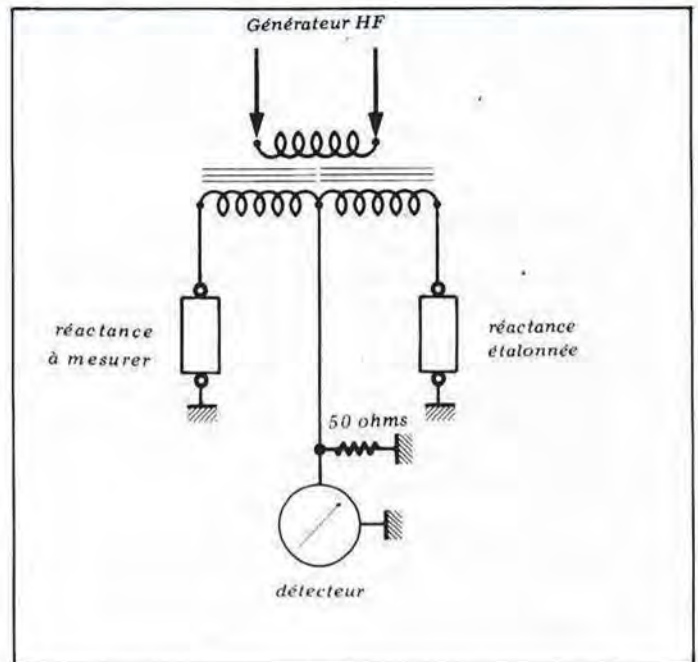 Générateur HF
réactance
à mesurer
réactance
étalonnée
50 ohms
détecteur